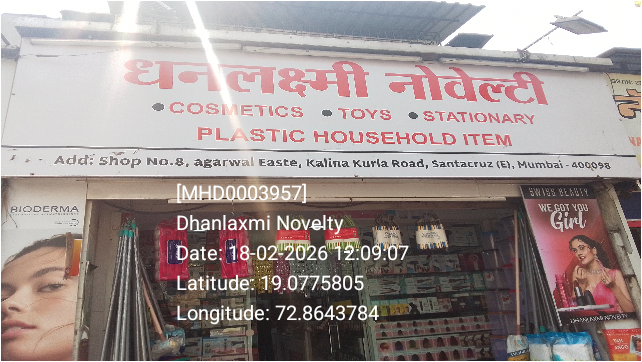 धनलक्ष्मी नोवेल्टी
●COSMETICS ●TOYS ●STATIONARY
PLASTIC HOUSEHOLD ITEM
Add: Shop No.8, agarwal Easte, Kalina Kurla Road, Santacruz (E), Mumbai - 400098
BIODERMA
SWISS BEAUTY
WE GOT YOU
Girl
[MHD0003957]
Dhanlaxmi Novelty
Date: 18-02-2026 12:09:07
Latitude: 19.0775805
Longitude: 72.8643784
DHANLAXMI NOVELTY